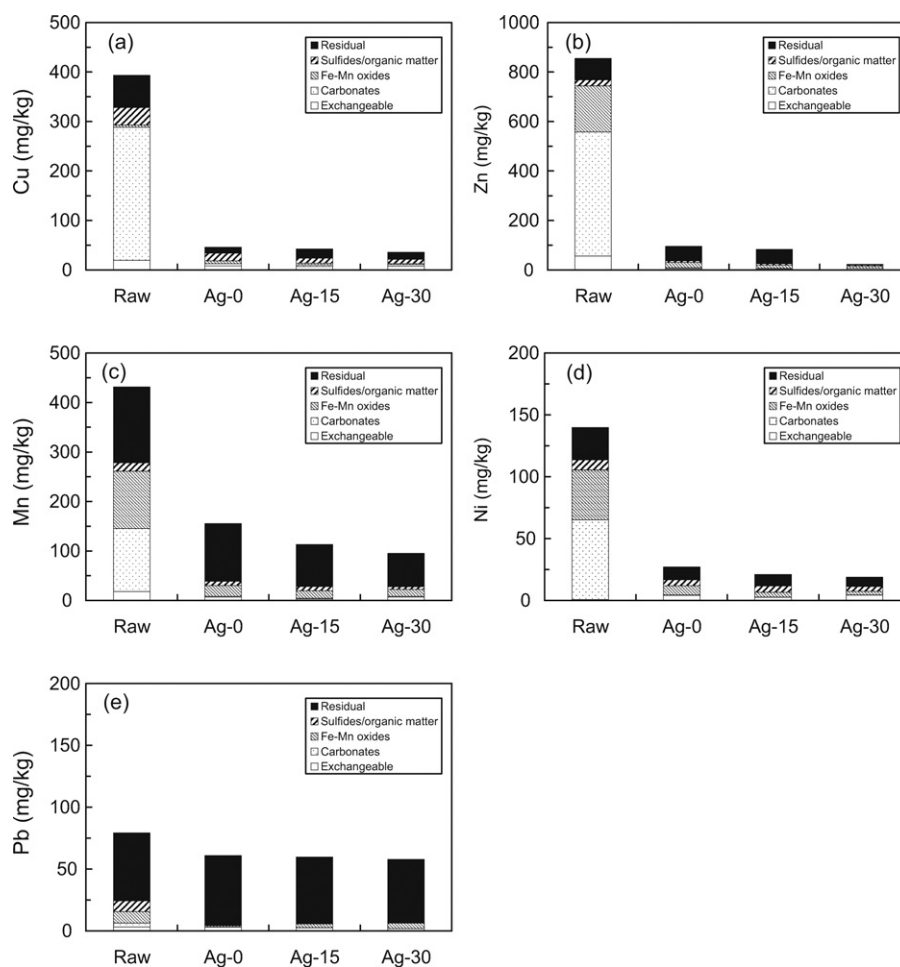 (a)
Cu (mg/kg)
500
400
300
200
100
0
Residual
Sulfides/organic matter
Fe-Mn oxides
Carbonates
Exchangeable
Raw Ag-0 Ag-15 Ag-30
(b)
Zn (mg/kg)
1000
800
600
400
200
0
Residual
Sulfides/organic matter
Fe-Mn oxides
Carbonates
Exchangeable
Raw Ag-0 Ag-15 Ag-30
(c)
Mn (mg/kg)
500
400
300
200
100
0
Residual
Sulfides/organic matter
Fe-Mn oxides
Carbonates
Exchangeable
Raw Ag-0 Ag-15 Ag-30
(d)
Ni (mg/kg)
200
150
100
50
0
Residual
Sulfides/organic matter
Fe-Mn oxides
Carbonates
Exchangeable
Raw Ag-0 Ag-15 Ag-30
(e)
Pb (mg/kg)
200
150
100
50
0
Residual
Sulfides/organic matter
Fe-Mn oxides
Carbonates
Exchangeable
Raw Ag-0 Ag-15 Ag-30